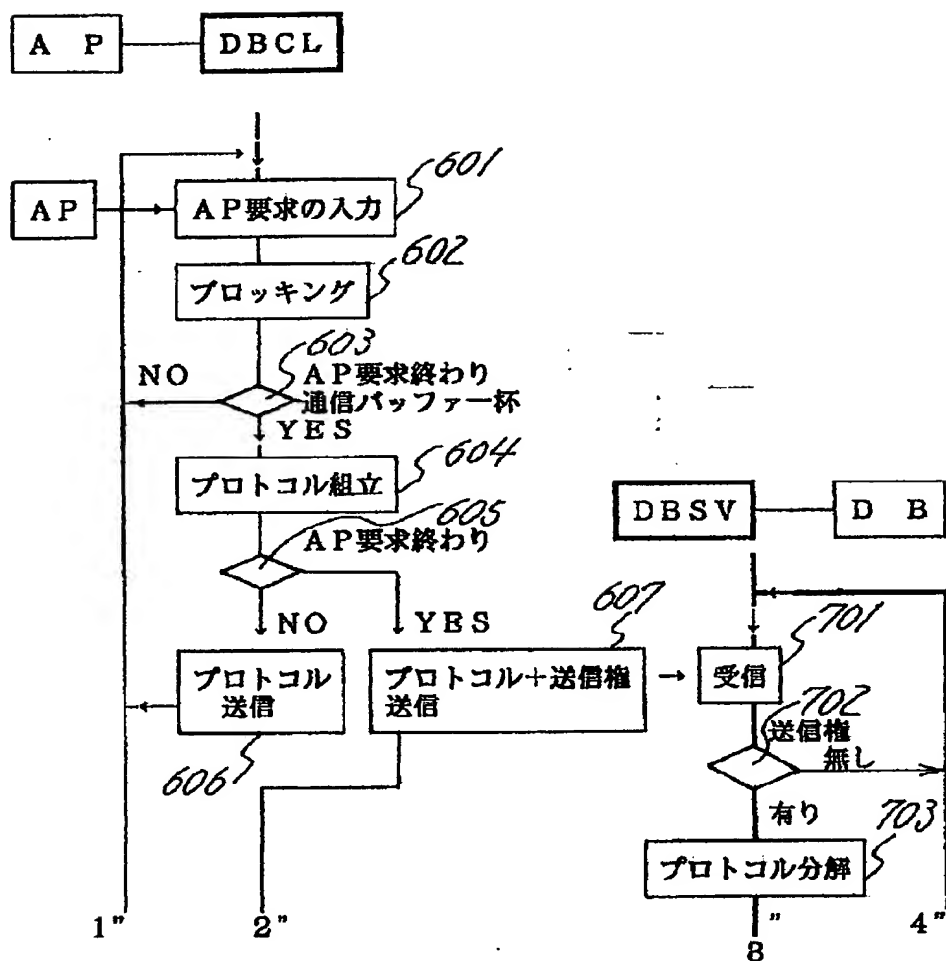 A P
DBCL
601
AP
AP要求の入力
602
ブロッキング
603
NO
AP要求終わり
通信バッファ一杯
YES
604
プロトコル組立
605
AP要求終わり
DBSV
D B
NO
YES
607
701
プロトコル
送信
プロトコル+送信権
送信
受信
606
702
送信権
無し
有り
703
プロトコル分解
1"
2"
"
3
4"